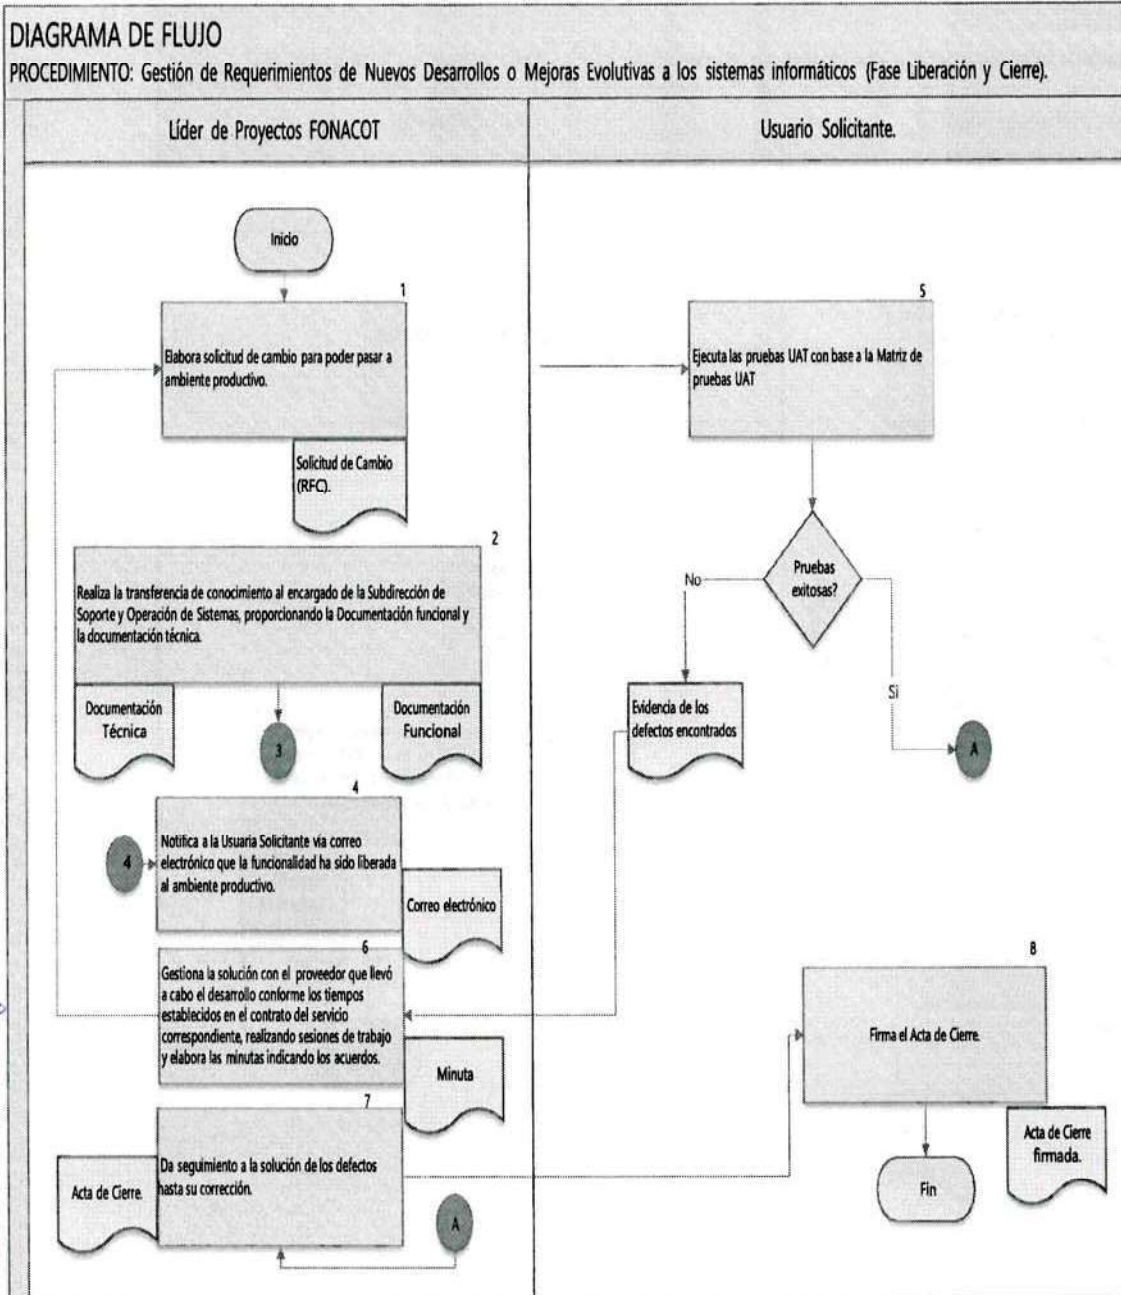 DIAGRAMA DE FLUJO
PROCEDIMIENTO: Gestión de Requerimientos de Nuevos Desarrollos o Mejoras Evolutivas a los sistemas informáticos (Fase Liberación y Cierre).
Líder de Proyectos FONACOT
Usuario Solicitante.
Inicio
1
Elabora solicitud de cambio para poder pasar a
ambiente productivo.
Solicitud de Cambio
(RFC).
2
Realiza la transferencia de conocimiento al encargado de la Subdirección de
Soporte y Operación de Sistemas, proporcionando la Documentación funcional y
la documentación técnica.
Documentación
Técnica
3
Documentación
Funcional
4
4
Notifica a la Usuaria Solicitante vía correo
electrónico que la funcionalidad ha sido liberada
al ambiente productivo.
Correo electrónico
6
Gestiona la solución con el proveedor que llevó
a cabo el desarrollo conforme los tiempos
establecidos en el contrato del servicio
correspondiente, realizando sesiones de trabajo
y elabora las minutas indicando los acuerdos.
Minuta
7
Da seguimiento a la solución de los defectos
hasta su corrección.
Acta de Cierre.
A
5
Ejecuta las pruebas UAT con base a la Matriz de
pruebas UAT
Pruebas
exitosas?
No
Si
Evidencia de los
defectos encontrados
A
8
Firma el Acta de Cierre.
Acta de Cierre
firmada.
Fin